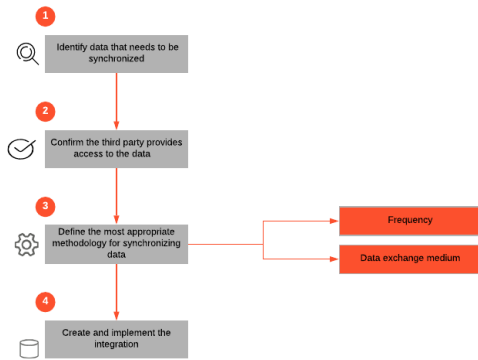 1
Identify data that needs to be
synchronized
2
Confirm the third party provides
access to the data
3
Define the most appropriate
methodology for synchronizing
data
Frequency
Data exchange medium
4
Create and implement the
integration